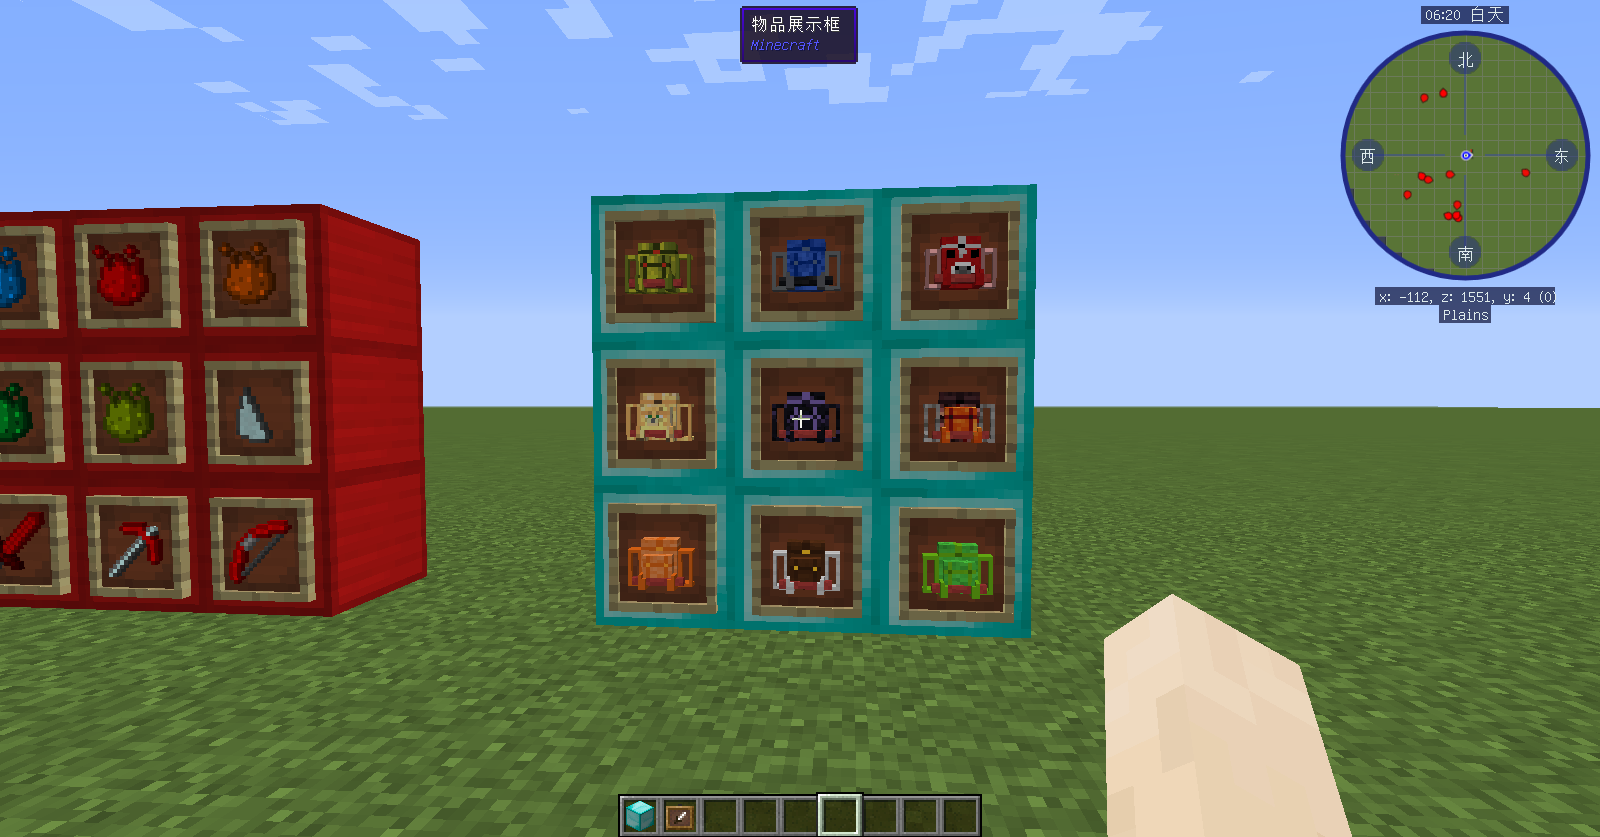 物品展示框
Minecraft
06:20 白天
北
西
东
南
x: -112, z: 1551, y: 4 (0)
Plains